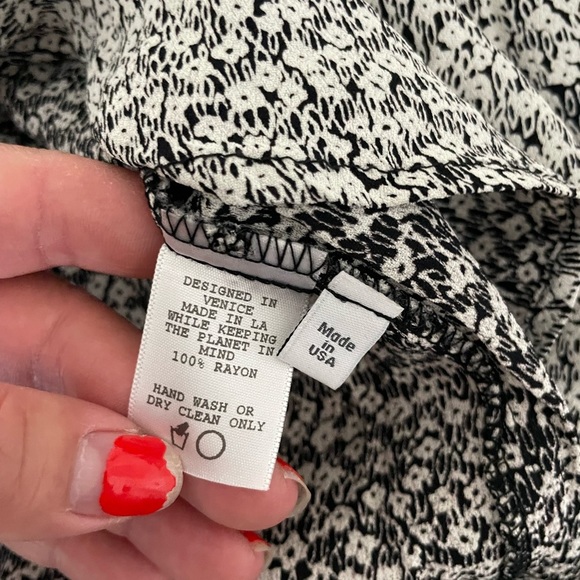 DESIGNED IN
VENICE
MADE IN LA
WHILE KEEPING
THE PLANET IN
MIND
100% RAYON
HAND WASH OR
DRY CLEAN ONLY
Made
in
USA